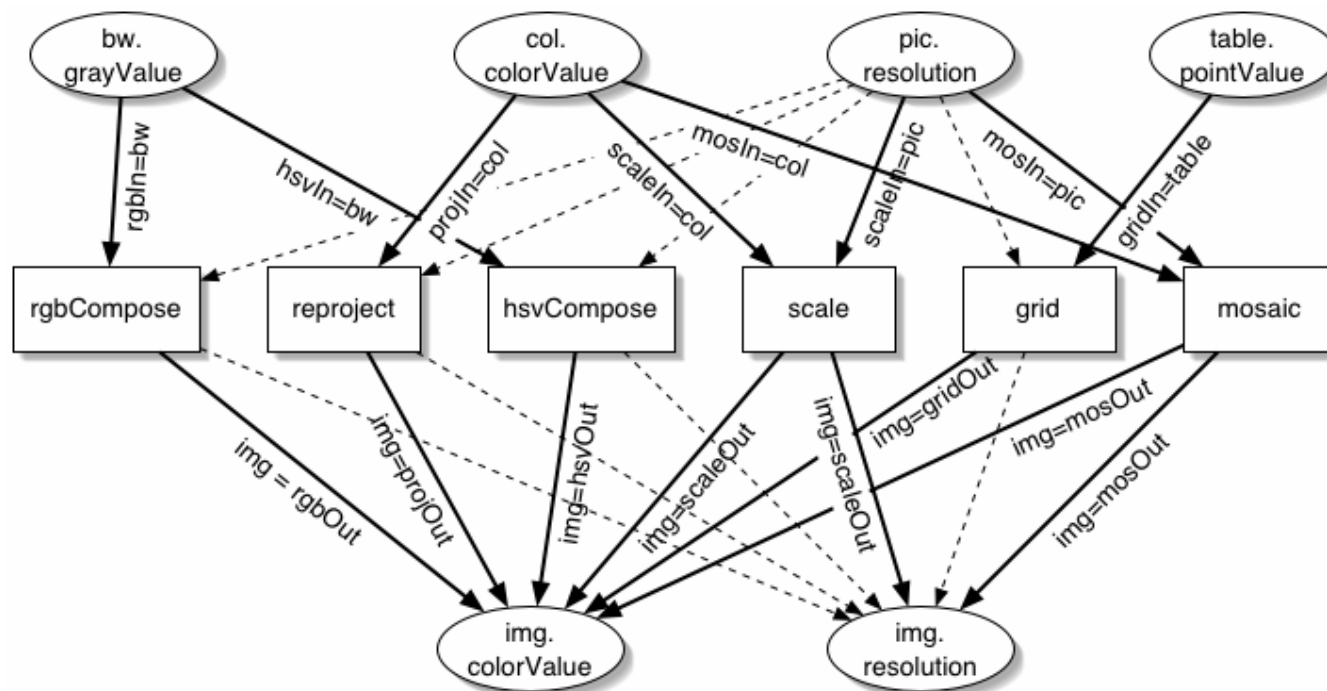 bw.
grayValue
col.
colorValue
pic.
resolution
table.
pointValue
rgbIn=bw
hsvIn=bw
projIn=col
scaleIn=col
mosIn=col
scaleIn=pic
mosIn=pic
gridIn=table
rgbCompose
reproject
hsvCompose
scale
grid
mosaic
img = rgbOut
img=projOut
img=hsvOut
img=scaleOut
img=scaleOut
img=gridOut
img=mosOut
img=mosOut
img.
colorValue
img.
resolution